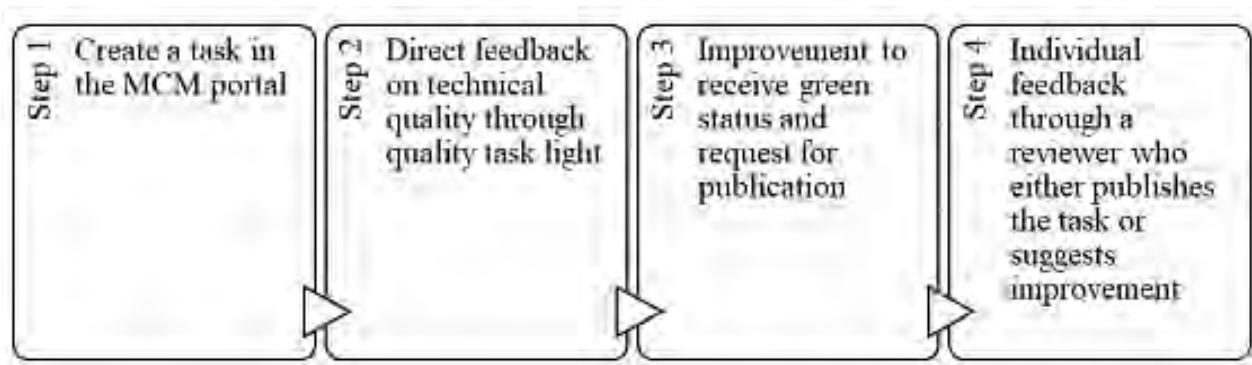 Step 1
Create a task in
the MCM portal
Step 2
Direct feedback
on technical
quality through
quality task light
Step 3
Improvement to
receive green
status and
request for
publication
Step 4
Individual
feedback
through a
reviewer who
either publishes
the task or
suggests
improvement